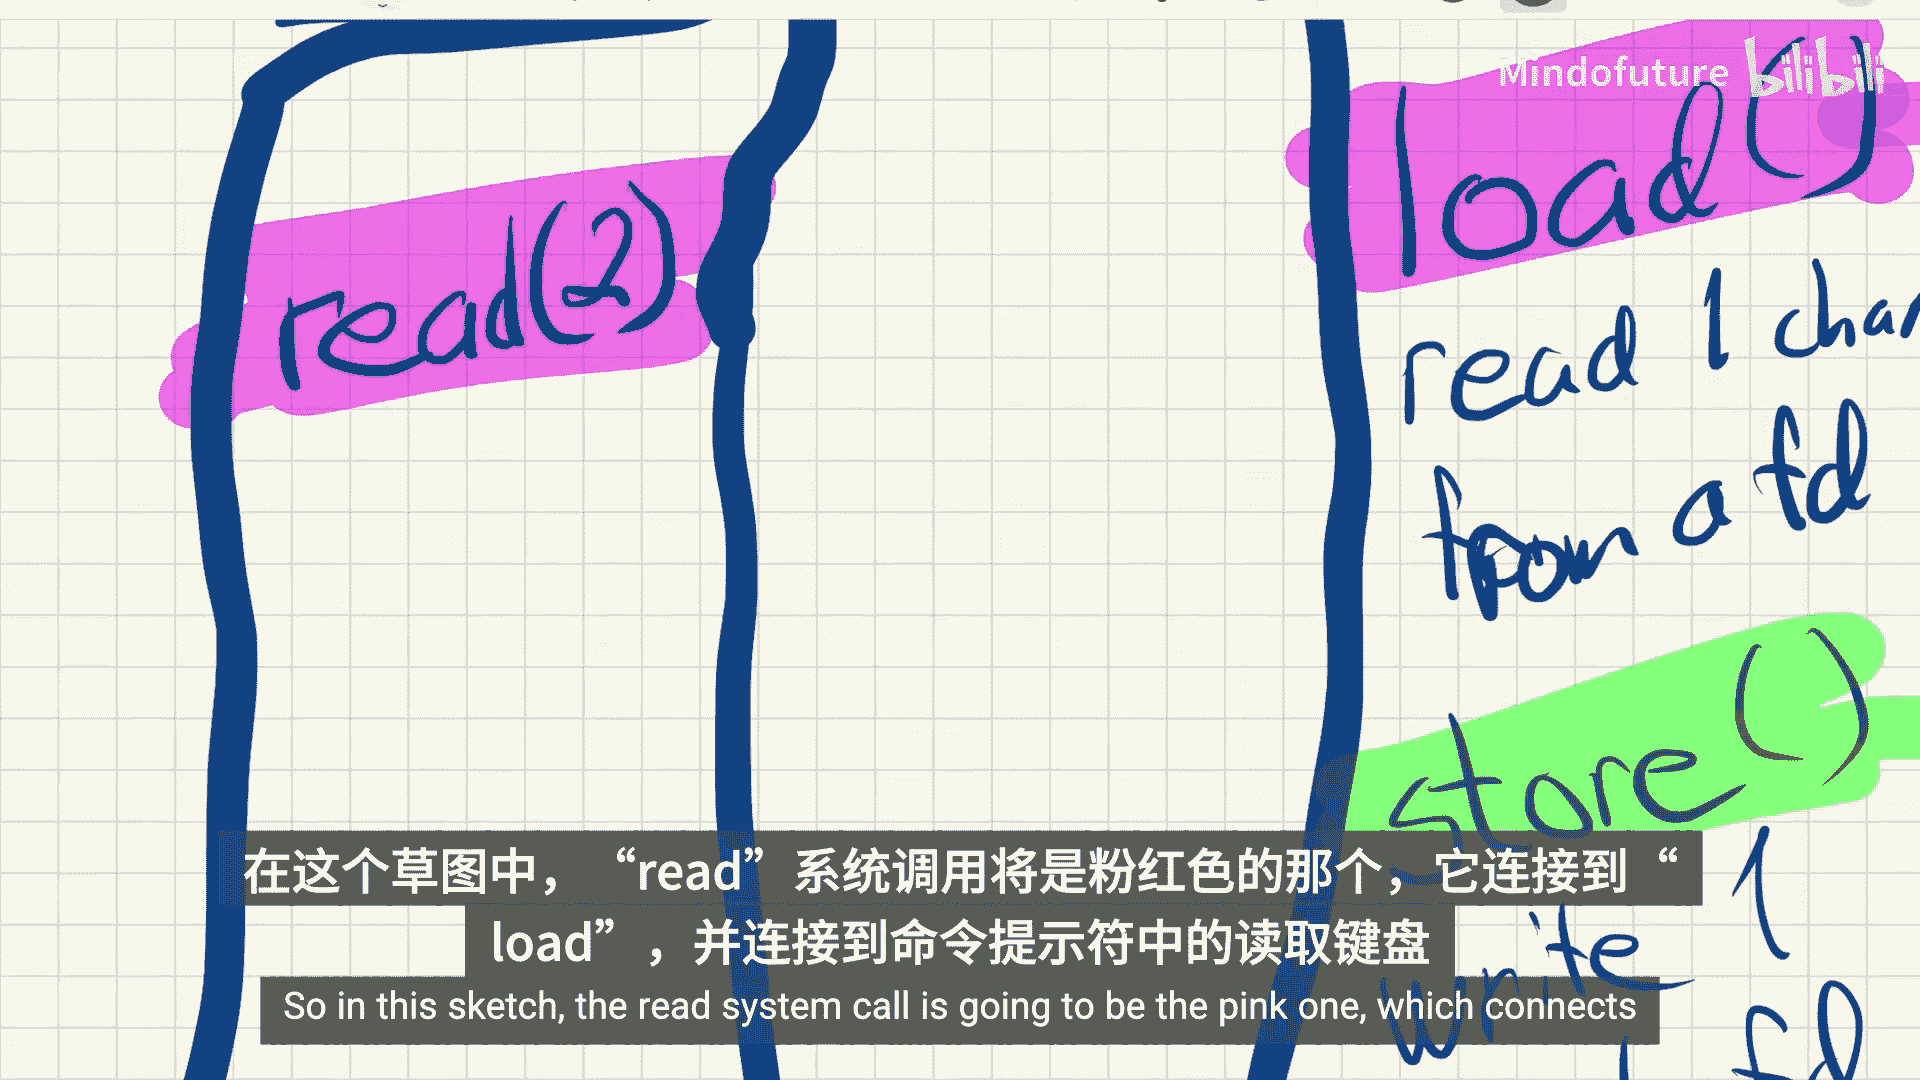 Mindofuture bilibili
load()
read(2)
read 1 char
from a fd
store()
write 1
fd
在这个草图中，“read”系统调用将是粉红色的那个，它连接到“
load”，并连接到命令提示符中的读取键盘
So in this sketch, the read system call is going to be the pink one, which connects